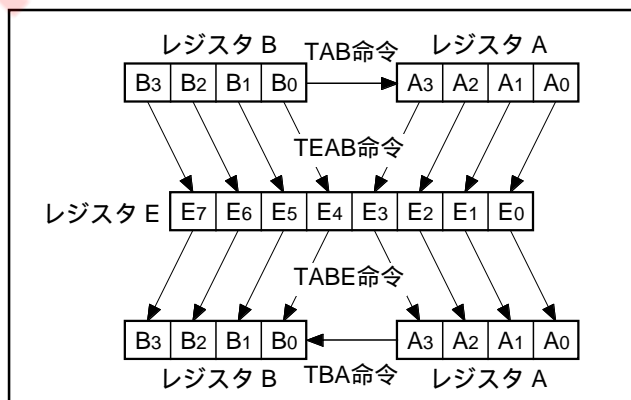 レジスタ B TAB命令 レジスタ A
B3 B2 B1 B0 A3 A2 A1 A0
TEAB命令
レジスタ E E7 E6 E5 E4 E3 E2 E1 E0
TABE命令
B3 B2 B1 B0 A3 A2 A1 A0
レジスタ B TBA命令 レジスタ A